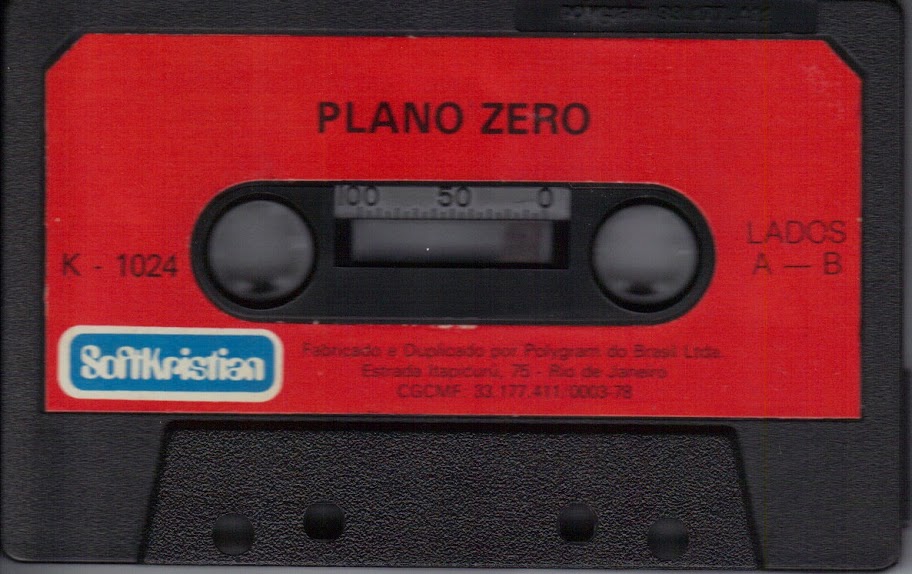 PLANO ZERO
100 50 0
K - 1024
LADOS
A — B
SoftKristian
Fabricado e Duplicado por Polygram do Brasil Ltda.
Estrada Itapicuru, 75 - Rio de Janeiro
CGCMF 33.177.411/0003-78